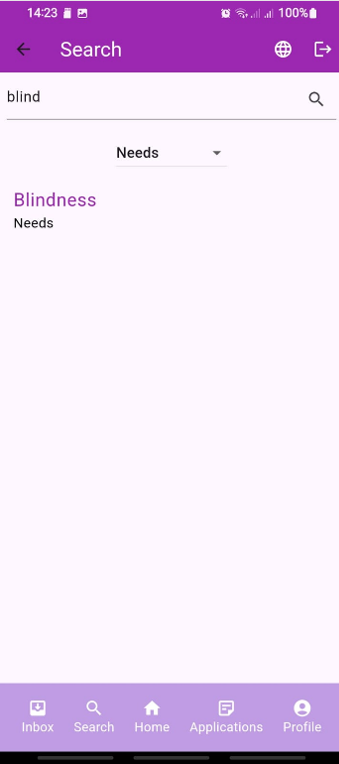 14:23 100%
Search
blind
Needs
Blindness
Needs
Inbox Search Home Applications Profile